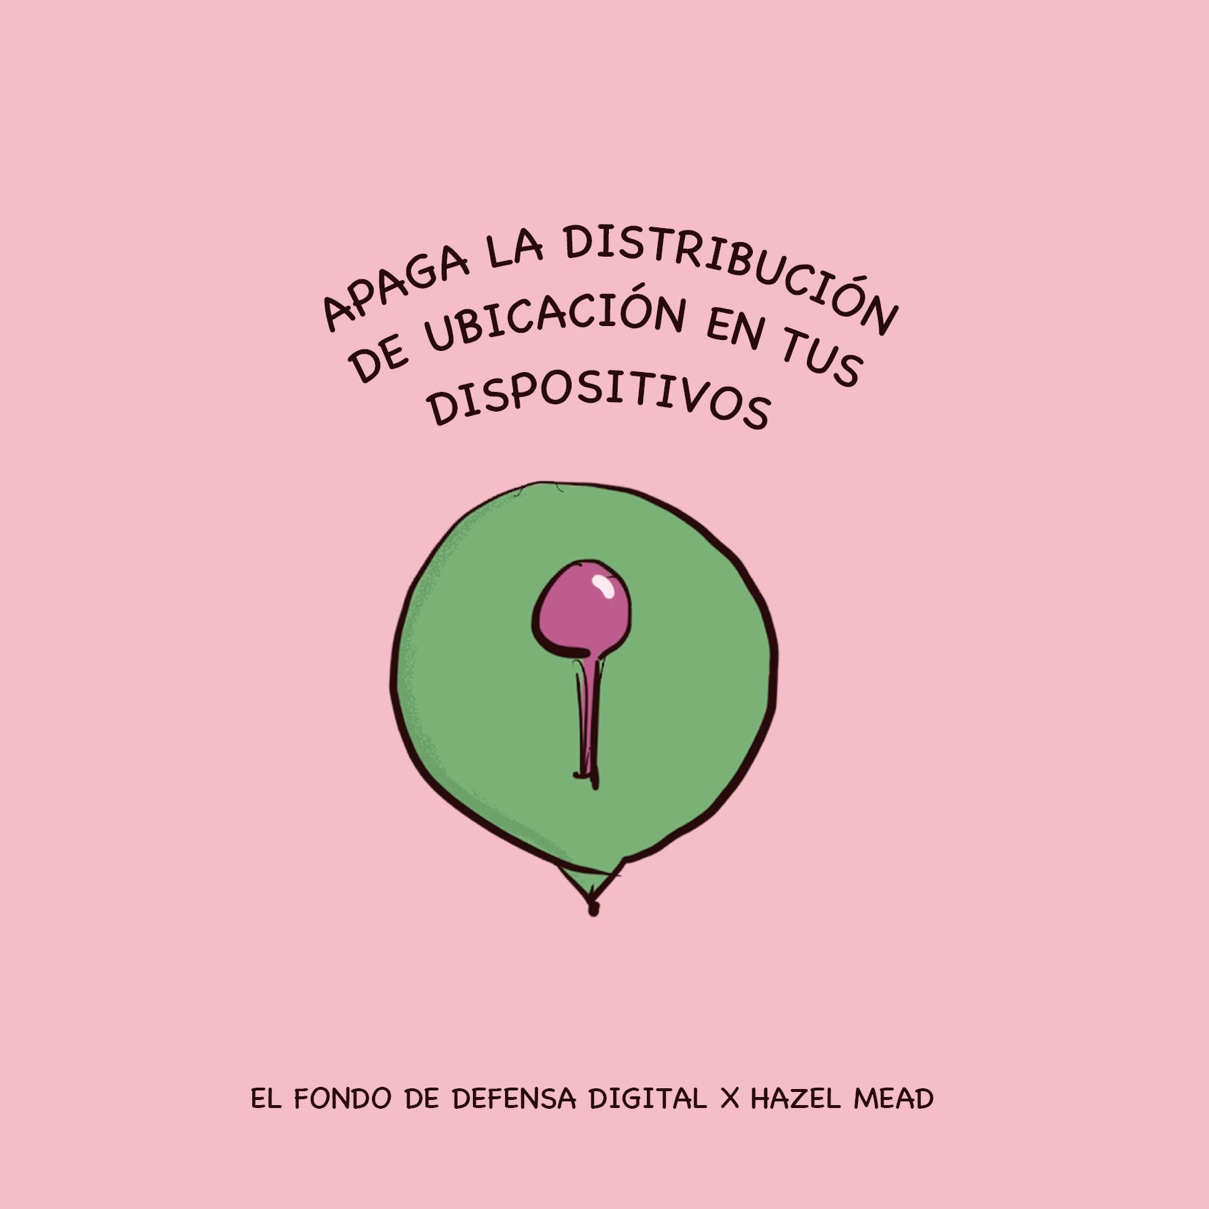 APAGA LA DISTRIBUCIÓN
DE UBICACIÓN EN TUS
DISPOSITIVOS
EL FONDO DE DEFENSA DIGITAL X HAZEL MEAD